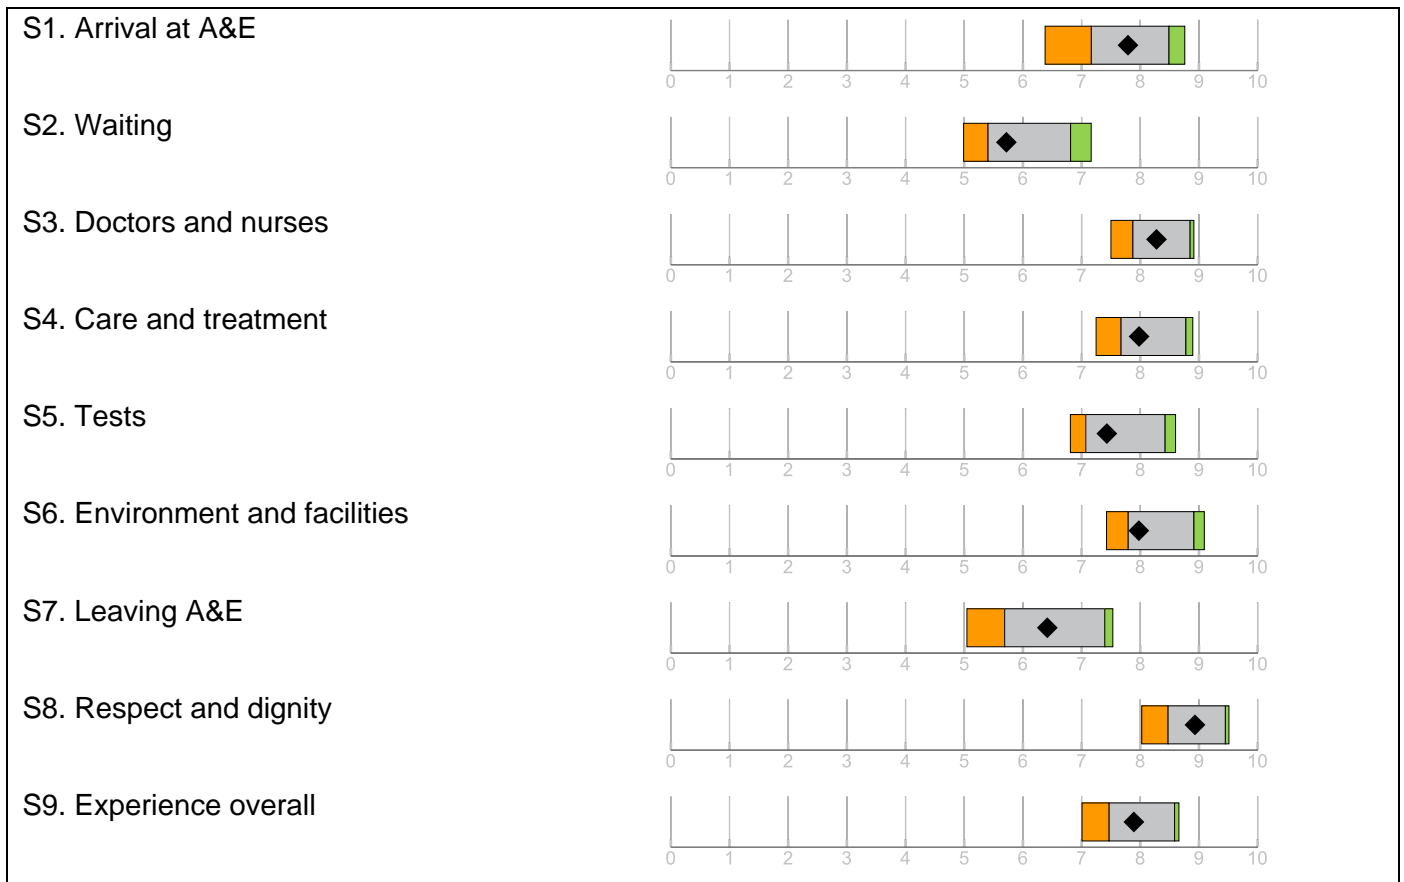 S1. Arrival at A&E
0 1 2 3 4 5 6 7 8 9 10
S2. Waiting
0 1 2 3 4 5 6 7 8 9 10
S3. Doctors and nurses
0 1 2 3 4 5 6 7 8 9 10
S4. Care and treatment
0 1 2 3 4 5 6 7 8 9 10
S5. Tests
0 1 2 3 4 5 6 7 8 9 10
S6. Environment and facilities
0 1 2 3 4 5 6 7 8 9 10
S7. Leaving A&E
0 1 2 3 4 5 6 7 8 9 10
S8. Respect and dignity
0 1 2 3 4 5 6 7 8 9 10
S9. Experience overall
0 1 2 3 4 5 6 7 8 9 10